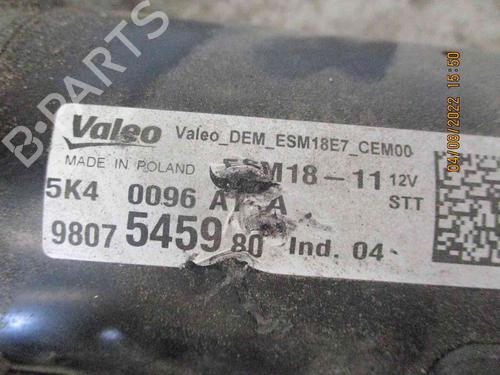 B-PARTS
Valeo Valeo_DEM_ESM18E7_CEM00
MADE IN POLAND ESM18-11 12V
5K4 0096 STT
9807 5459 80 Ind. 04
04/08/2022 15:50